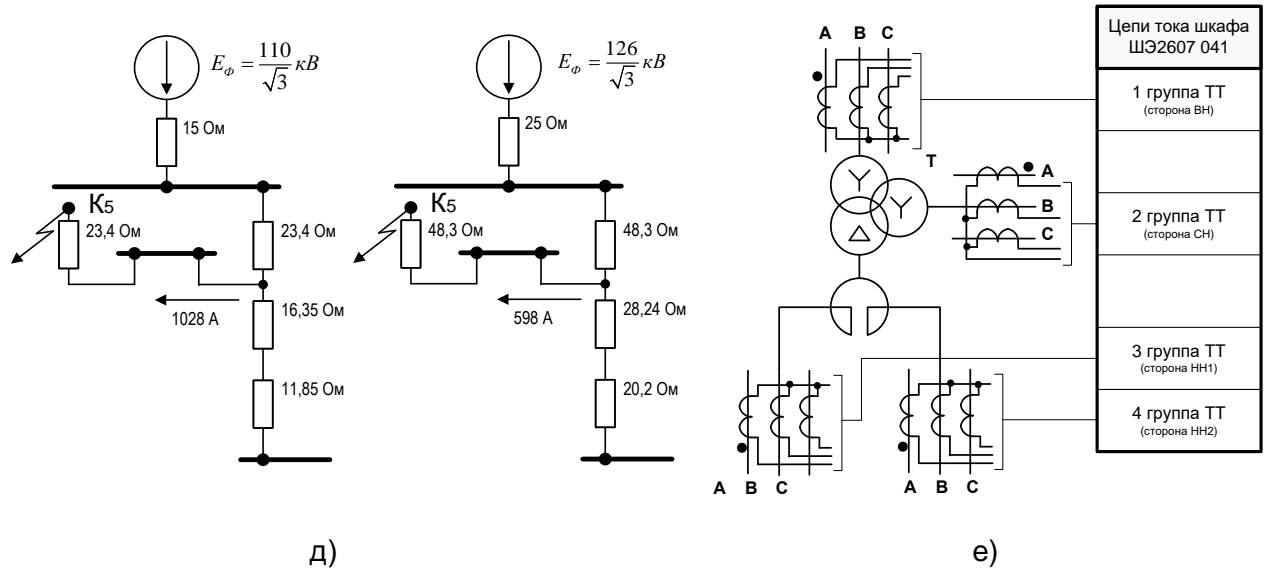 E_Ф = 110/√3 кВ
15 Ом
К5
23,4 Ом
23,4 Ом
1028 А
16,35 Ом
11,85 Ом
E_Ф = 126/√3 кВ
25 Ом
К5
48,3 Ом
48,3 Ом
598 А
28,24 Ом
20,2 Ом
д)
А В С
Т
А
В
С
А В С
А В С
Цепи тока шкафа
ШЭ2607 041
1 группа ТТ
(сторона ВН)
2 группа ТТ
(сторона СН)
3 группа ТТ
(сторона НН1)
4 группа ТТ
(сторона НН2)
е)